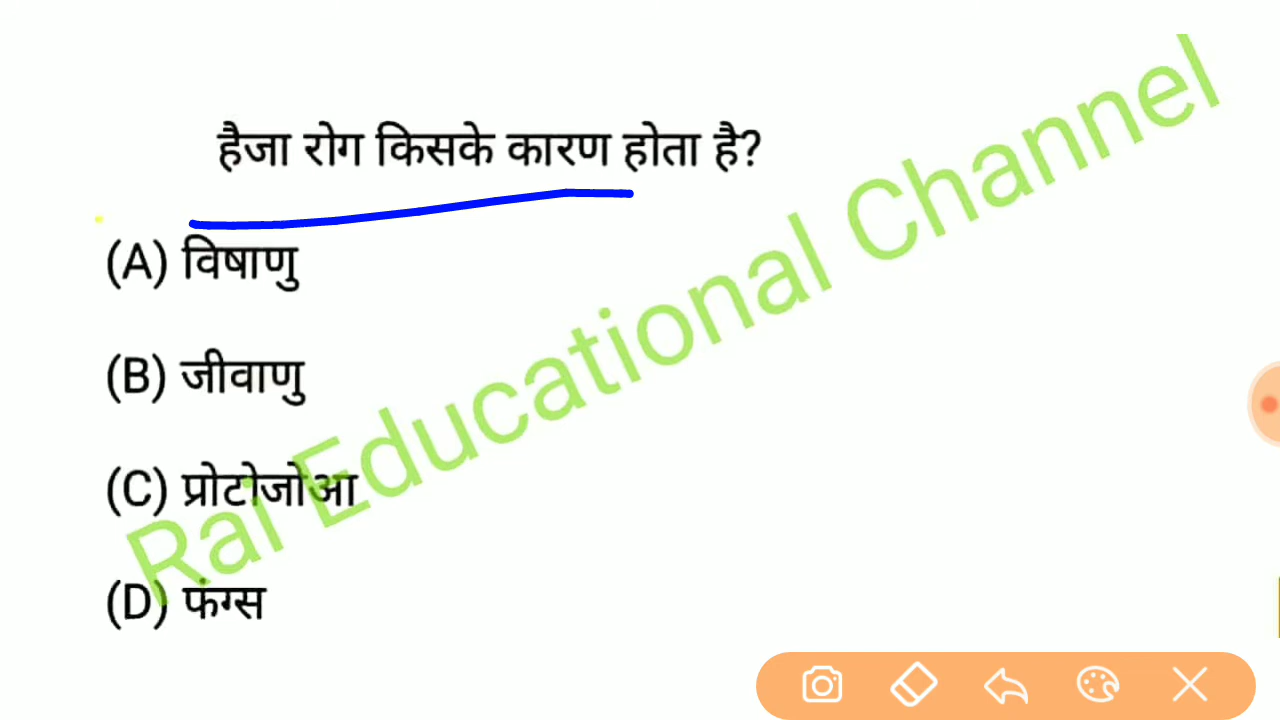 हैजा रोग किसके कारण होता है?
(A) विषाणु
(B) जीवाणु
(C) प्रोटोजोआ
(D) फंग्स
Rai Educational Channel